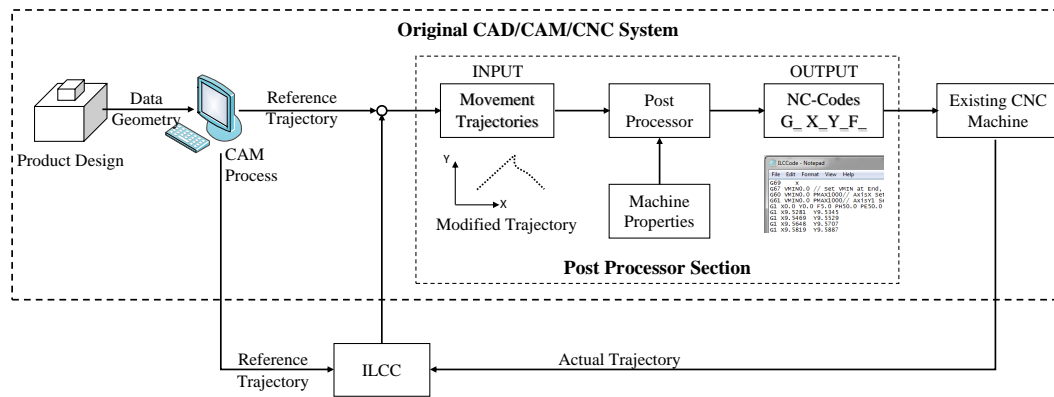 Original CAD/CAM/CNC System
Product Design
Data
Geometry
CAM
Process
Reference
Trajectory
INPUT
Movement
Trajectories
Y
X
Modified Trajectory
Post
Processor
Machine
Properties
OUTPUT
NC-Codes
G_ X_Y_F_
ILCCode - Notepad
File Edit Format View Help
G69 X
G67 VMIN0.0 // Set VMIN at End,
G60 VMIN0.0 PMAX1000// AxisX Set
G61 VMIN0.0 PMAX1000// AxisY1 Se
G1 X0.0 Y0.0 F5.0 PH50.0 PE50.0
G1 X9.5281 Y9.5345
G1 X9.5469 Y9.5529
G1 X9.5648 Y9.5707
G1 X9.5819 Y9.5887
Post Processor Section
Existing CNC
Machine
Reference
Trajectory
ILCC
Actual Trajectory